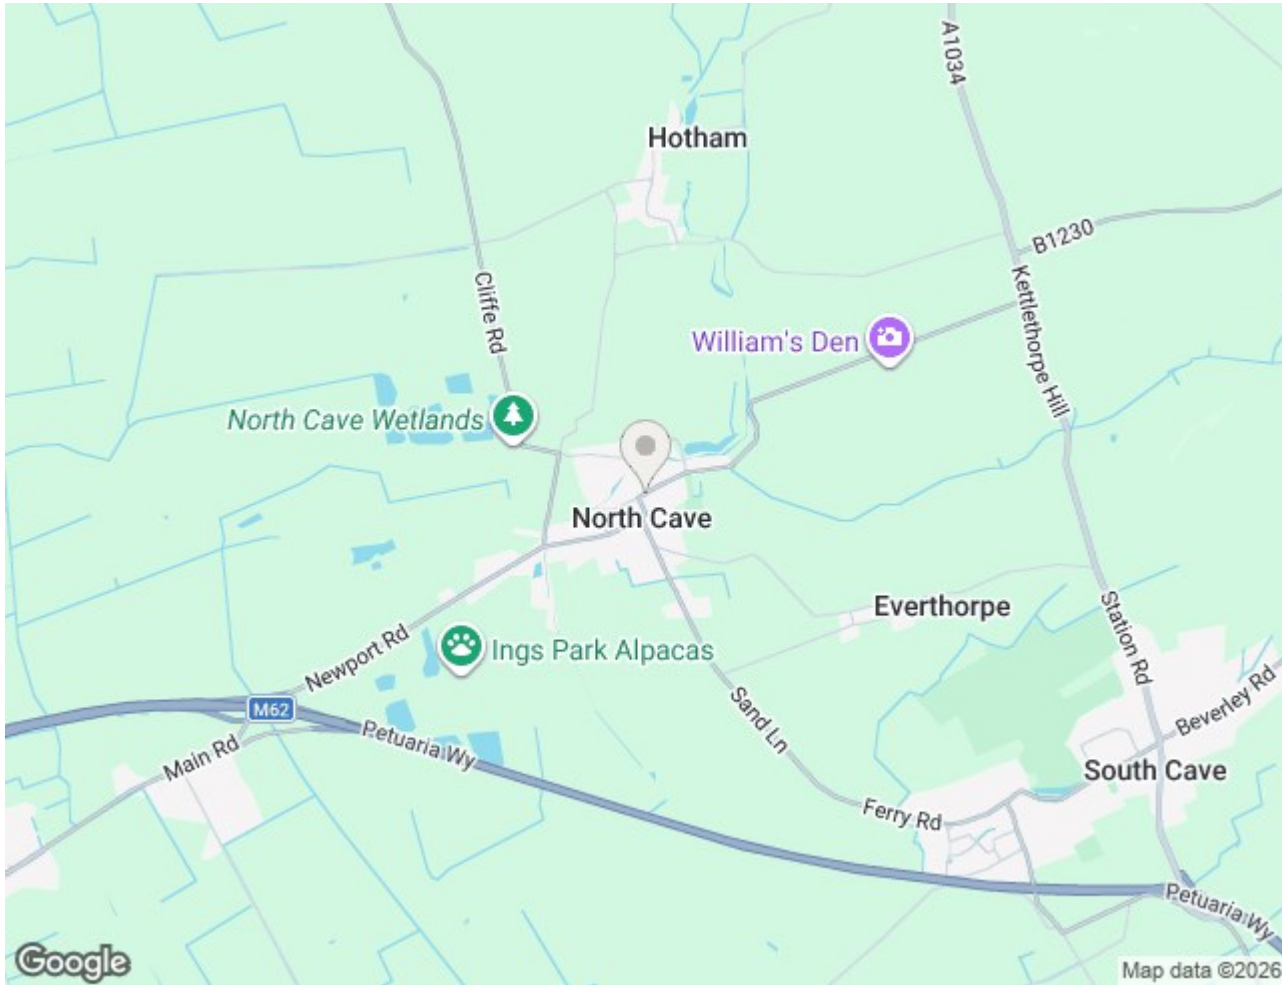 A1034
Hotham
B1230
Cliffe Rd
Kettlethorpe Hill
William's Den
North Cave Wetlands
North Cave
Everthorpe
Station Rd
Newport Rd
Ings Park Alpacas
Beverley Rd
Sand Ln
M62
Petuaria Wy
Main Rd
South Cave
Ferry Rd
Petuaria Wy
Google
Map data ©2026